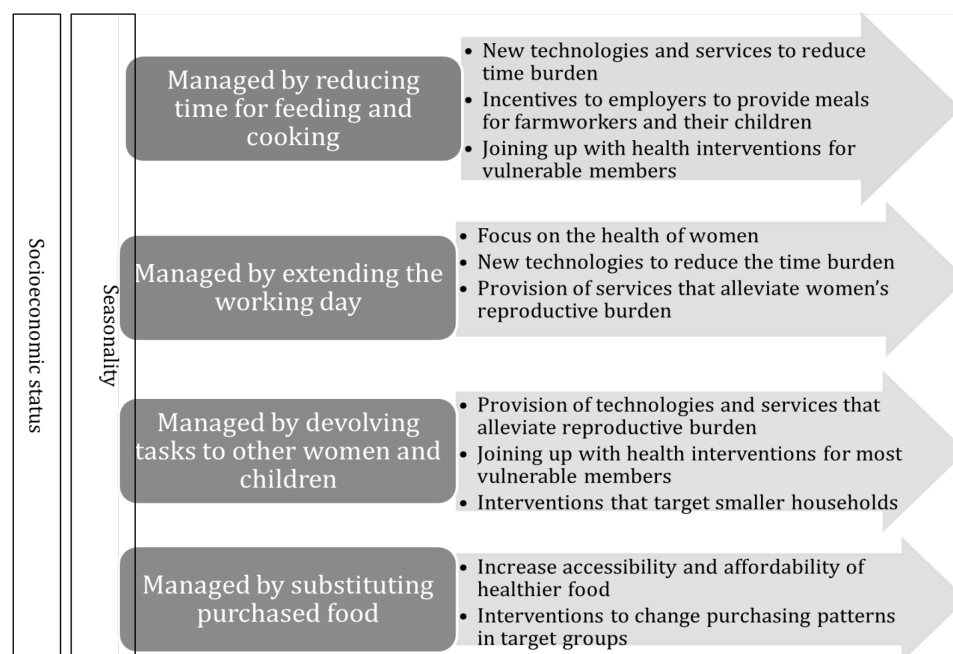 Socioeconomic status
Seasonality
Managed by reducing
time for feeding and
cooking
• New technologies and services to reduce
time burden
• Incentives to employers to provide meals
for farmworkers and their children
• Joining up with health interventions for
vulnerable members
Managed by extending the
working day
• Focus on the health of women
• New technologies to reduce the time burden
• Provision of services that alleviate women's
reproductive burden
Managed by devolving
tasks to other women and
children
• Provision of technologies and services that
alleviate reproductive burden
• Joining up with health interventions for most
vulnerable members
• Interventions that target smaller households
Managed by substituting
purchased food
• Increase accessibility and affordability of
healthier food
• Interventions to change purchasing patterns
in target groups